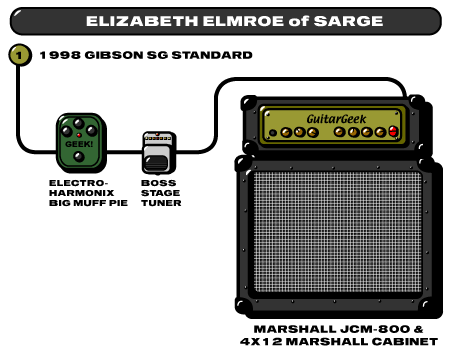 ELIZABETH ELMROE of SARGE
1 1998 GIBSON SG STANDARD
GuitarGeek
GEEK!
ELECTRO-
HARMONIX
BIG MUFF PIE
BOSS
STAGE
TUNER
MARSHALL JCM-800 &
4X12 MARSHALL CABINET